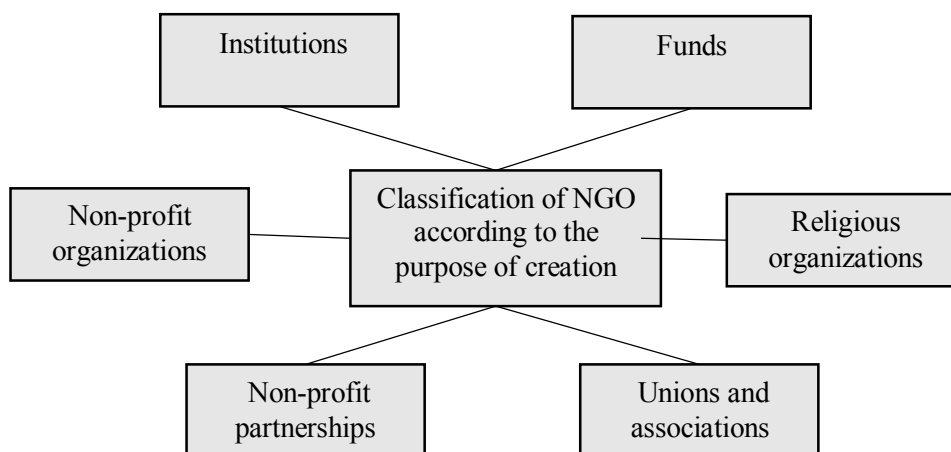 Institutions
Funds
Classification of NGO
according to the
purpose of creation
Non-profit
organizations
Religious
organizations
Non-profit
partnerships
Unions and
associations